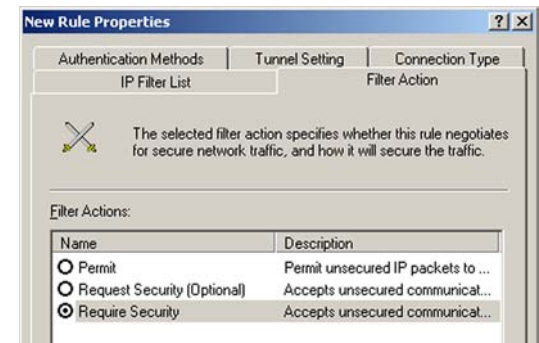 New Rule Properties
Authentication Methods Tunnel Setting Connection Type
IP Filter List Filter Action
The selected filter action specifies whether this rule negotiates
for secure network traffic, and how it will secure the traffic.
Filter Actions:
Name Description
Permit Permit unsecured IP packets to ...
Request Security (Optional) Accepts unsecured communicat...
Require Security Accepts unsecured communicat...